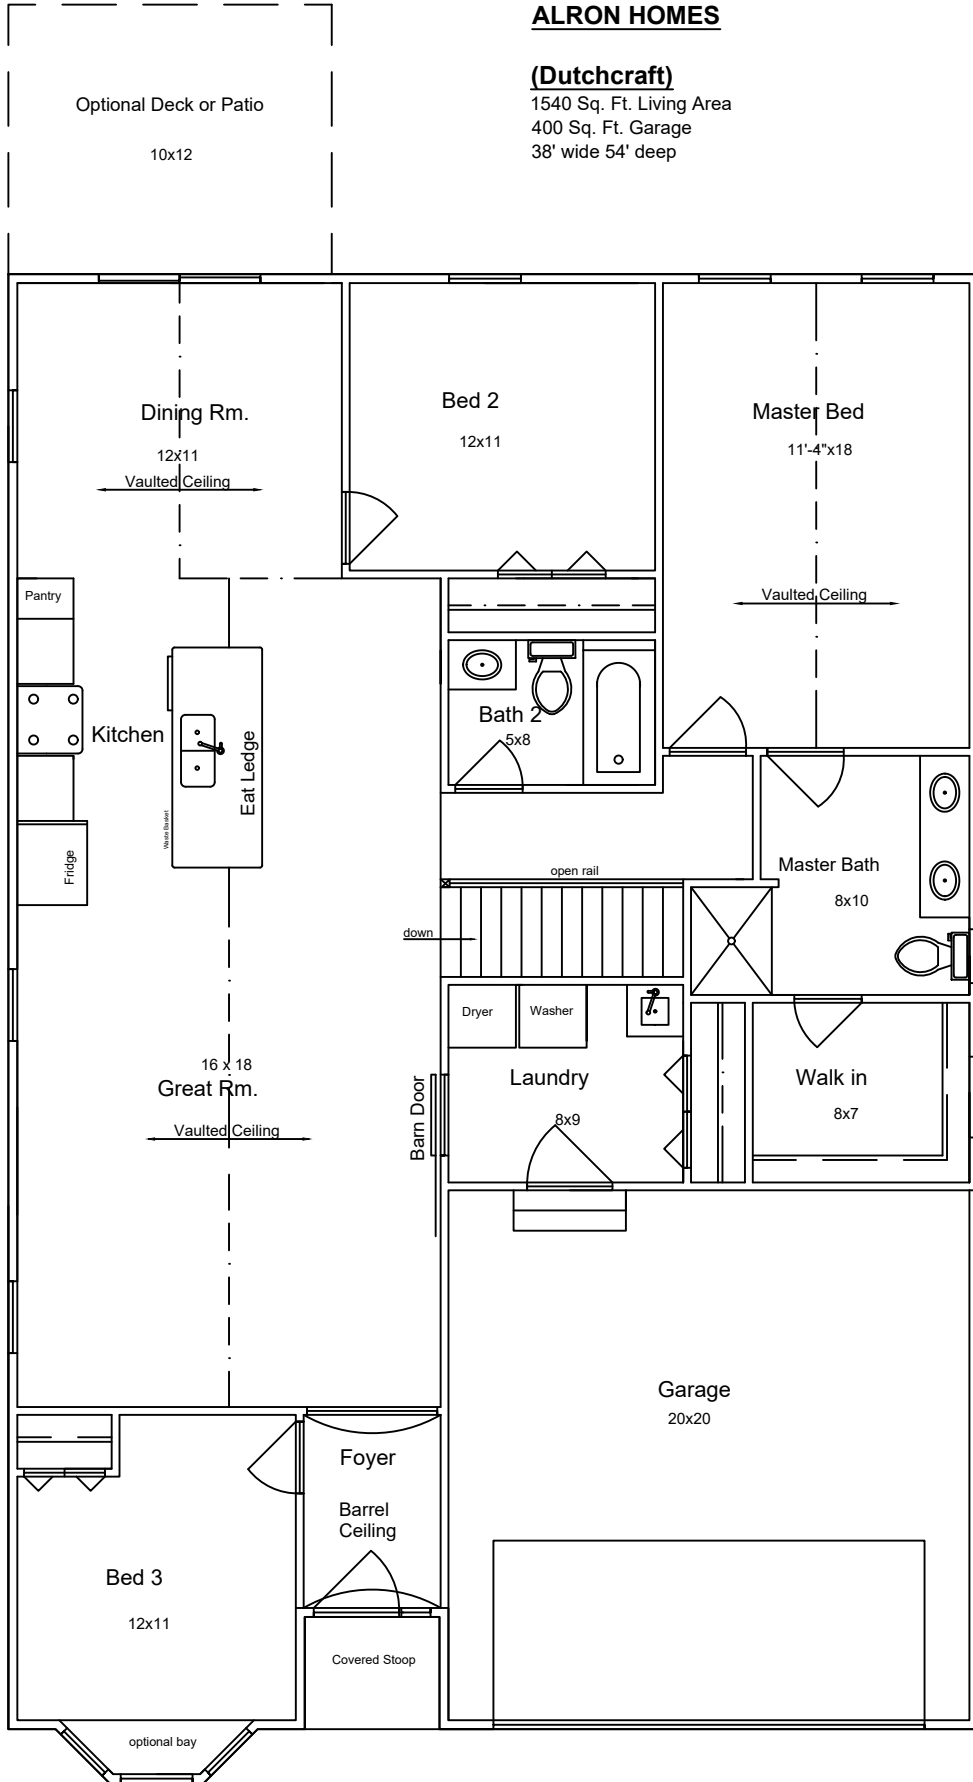 ALRON HOMES
(Dutchcraft)
1540 Sq. Ft. Living Area
400 Sq. Ft. Garage
38' wide 54' deep
Optional Deck or Patio
10x12
Dining Rm.
12x11
Vaulted Ceiling
Bed 2
12x11
Master Bed
11'-4"x18
Vaulted Ceiling
Pantry
Kitchen
Eat Ledge
Waste Basket
Fridge
Bath 2
5x8
open rail
down
Master Bath
8x10
Dryer
Washer
Laundry
8x9
Barn Door
Walk in
8x7
16 x 18
Great Rm.
Vaulted Ceiling
Garage
20x20
Foyer
Barrel
Ceiling
Bed 3
12x11
Covered Stoop
optional bay